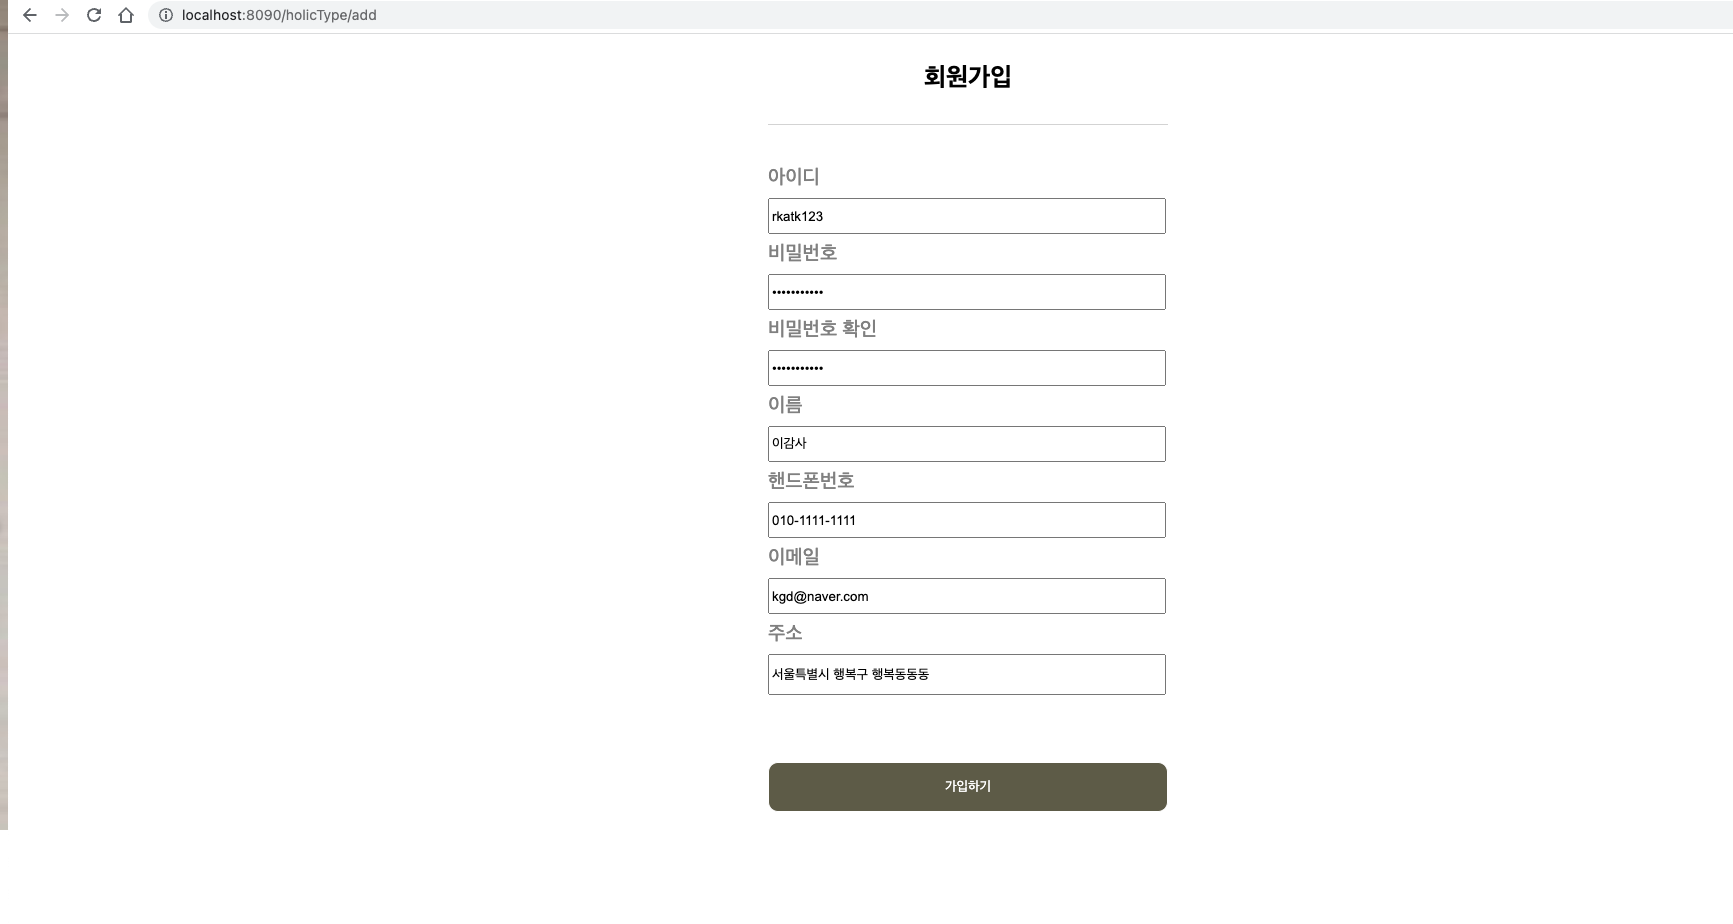 localhost:8090/holicType/add
회원가입
아이디
rkatk123
비밀번호
•••••••••••
비밀번호 확인
•••••••••••
이름
이감사
핸드폰번호
010-1111-1111
이메일
kgd@naver.com
주소
서울특별시 행복구 행복동동동
가입하기